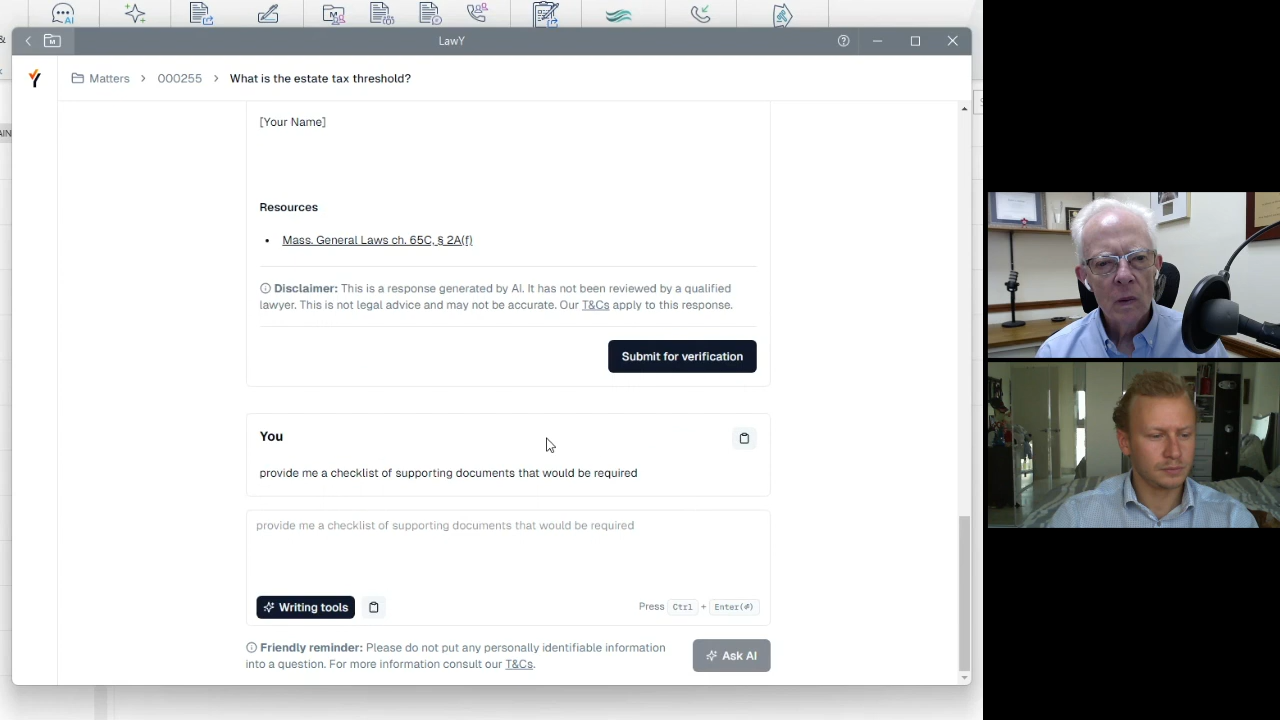 AI
M
&
LawY
Matters > 000255 > What is the estate tax threshold?
AIN
[Your Name]
Resources
• Mass. General Laws ch. 65C, § 2A(f)
Disclaimer: This is a response generated by AI. It has not been reviewed by a qualified
lawyer. This is not legal advice and may not be accurate. Our T&Cs apply to this response.
Submit for verification
You
provide me a checklist of supporting documents that would be required
provide me a checklist of supporting documents that would be required
Writing tools
Press Ctrl + Enter(⏎)
Friendly reminder: Please do not put any personally identifiable information
into a question. For more information consult our T&Cs.
Ask AI